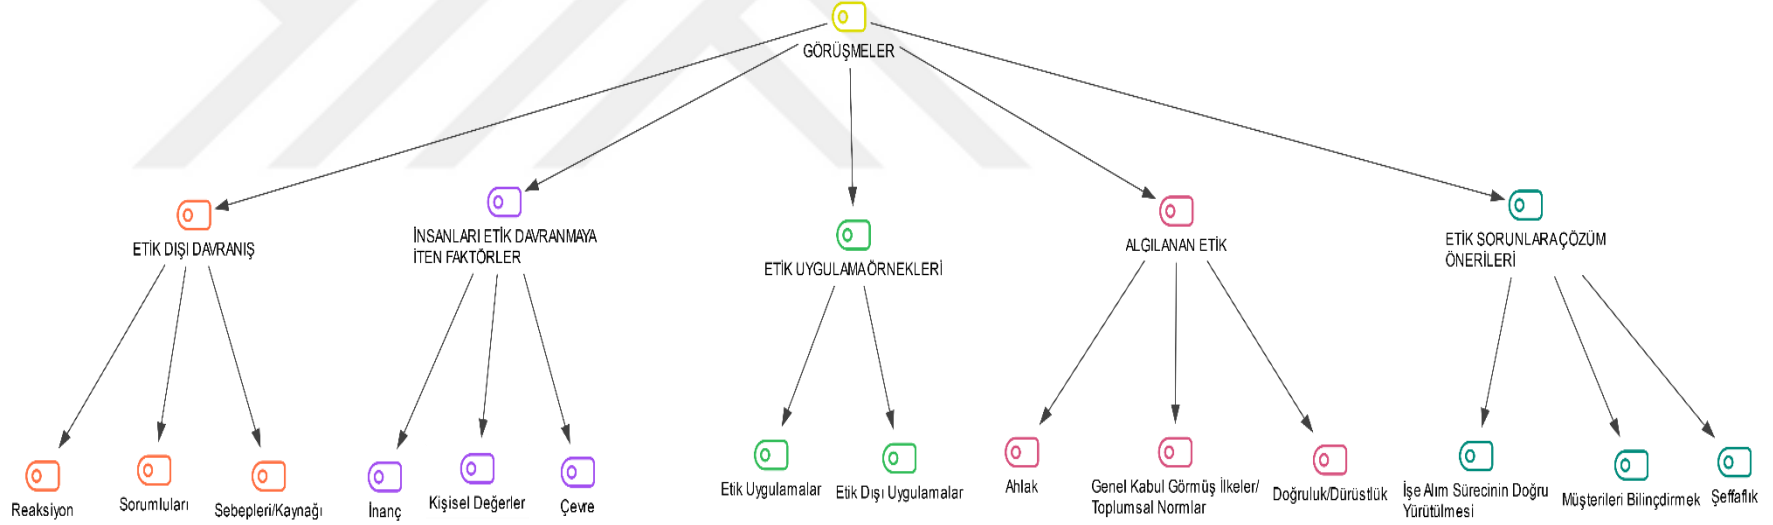 GÖRÜŞMELER
ETİK DIŞI DAVRANIŞ
İNSANLARI ETİK DAVRANMAYA
İTEN FAKTÖRLER
ETİK UYGULAMA ÖRNEKLERİ
ALGILANAN ETİK
ETİK SORUNLARA ÇÖZÜM
ÖNERİLERİ
Reaksiyon
Sorumluları
Sebepleri/Kaynağı
İnanç
Kişisel Değerler
Çevre
Etik Uygulamalar
Etik Dışı Uygulamalar
Ahlak
Genel Kabul Görmüş İlkeler/
Toplumsal Normlar
Doğruluk/Dürüstlük
İşe Alım Sürecinin Doğru
Yürütülmesi
Müşterileri Bilinçdirmek
Şeffaflık